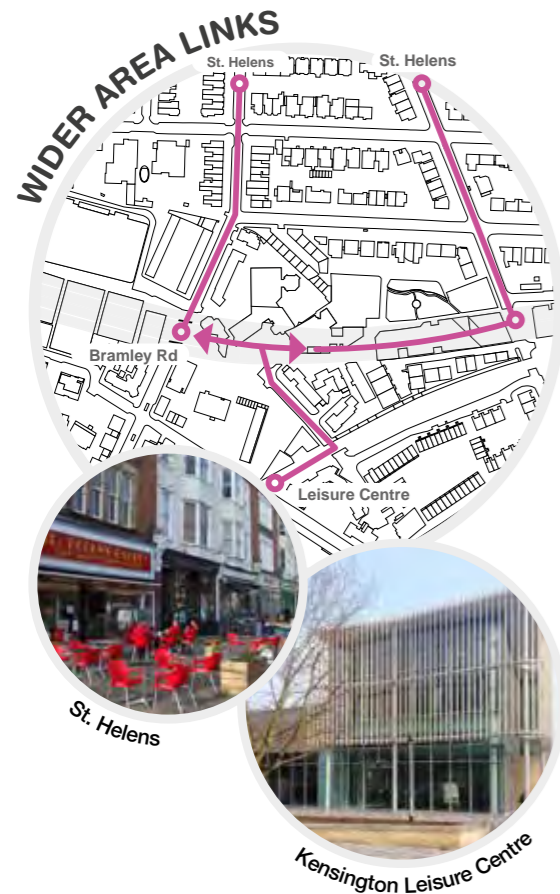 WIDER AREA LINKS
St. Helens
St. Helens
Bramley Rd
Leisure Centre
St. Helens
Kensington Leisure Centre